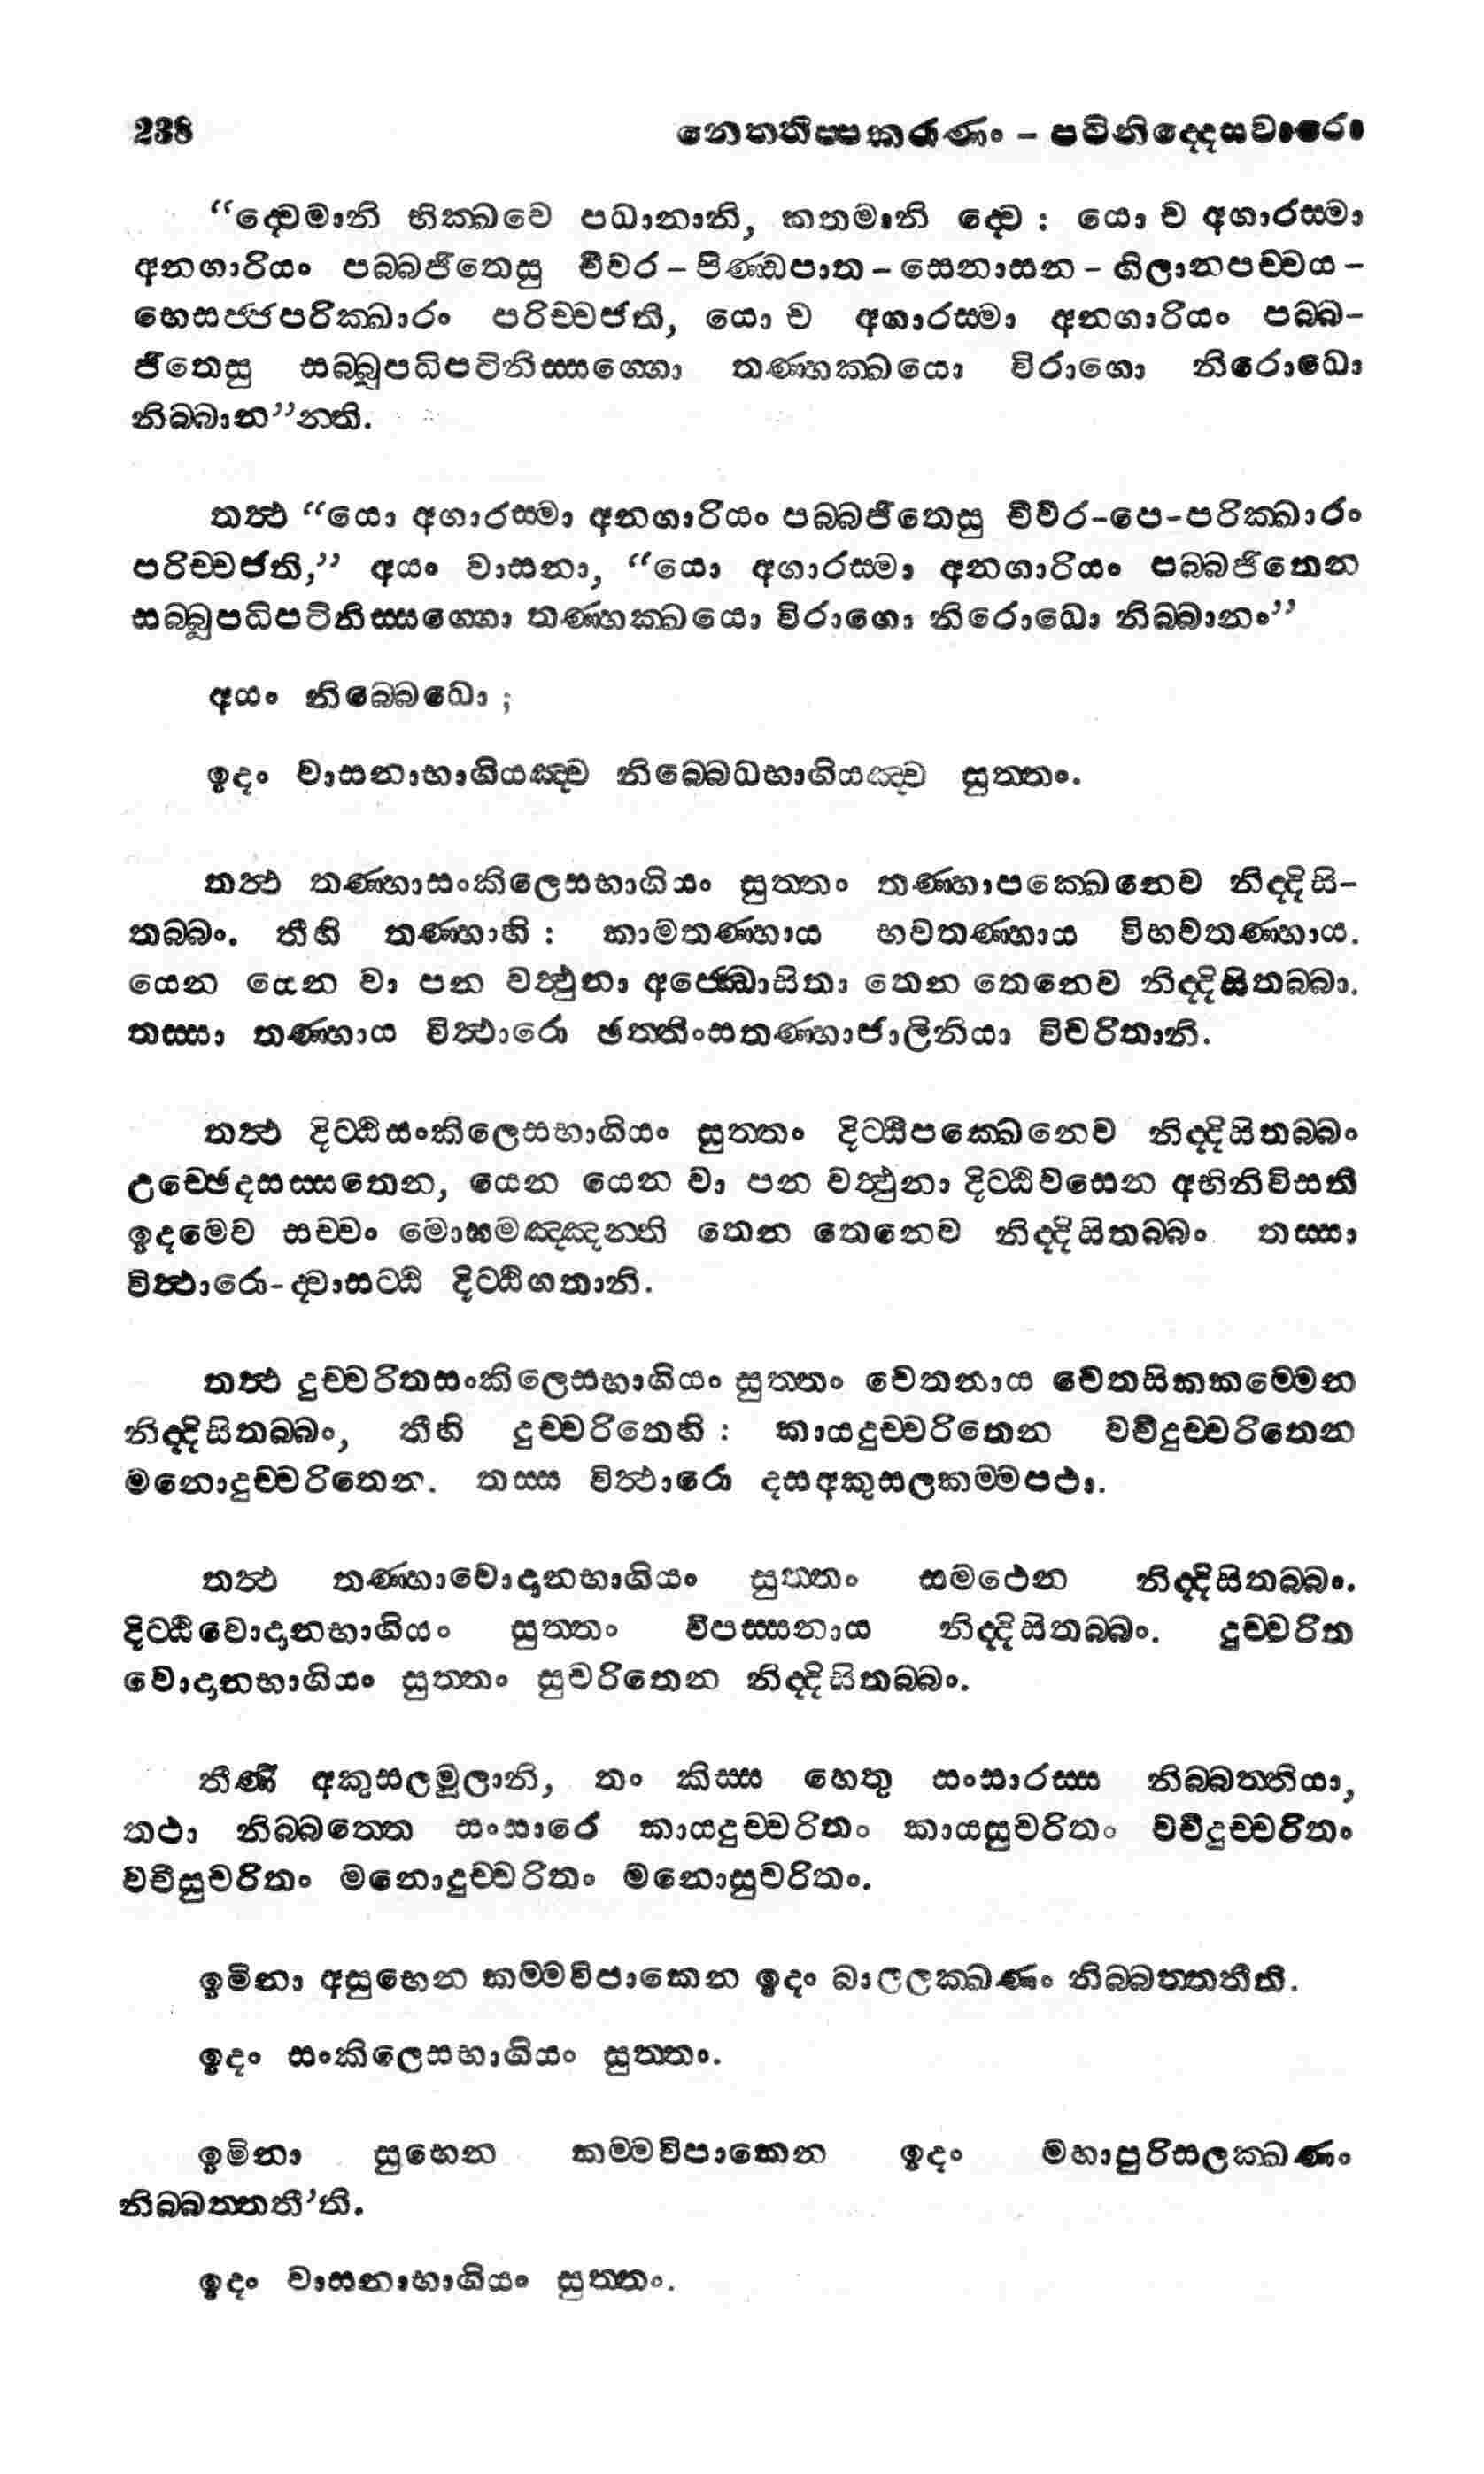 238 නෙත්තිප්පකරණං - පටිනිද්දෙසවාරො
“ද්වෙමානි භික්ඛවෙ පධානානි, කතමානි ද්වෙ : යො ච අගාරස්මා
අනගාරියං පබ්බජිතෙසු චීවර - පිණ්ඩපාත - සෙනාසන - ගිලානපච්චය -
භෙසජ්ජපරික්ඛාරං පරිච්චජති, යො ච අගාරස්මා අනගාරියං පබ්බ-
ජිතෙසු සබ්බූපධිපටිනිස්සග්ගො තණ්හක්ඛයො විරාගො නිරොධො
නිබ්බාන”න්ති.
තත්‍ථ “යො අගාරස්මා අනගාරියං පබ්බජිතෙසු චීවර-පෙ-පරික්ඛාරං
පරිච්චජති,” අයං වාසනා, “යො අගාරස්මා අනගාරියං පබ්බජිතෙන
සබ්බූපධිපටිනිස්සග්ගො තණ්හක්ඛයො විරාගො නිරොධො නිබ්බානං”
අයං නිබ්බෙධො ;
ඉදං වාසනාභාගියඤ්ච නිබ්බෙධභාගියඤ්ච සුත්තං.
තත්‍ථ තණ්හාසංකිලෙසභාගියං සුත්තං තණ්හාපක්ඛෙනෙව නිද්දිසි-
තබ්බං. තීහි තණ්හාහි : කාමතණ්හාය භවතණ්හාය විභවතණ්හාය.
යෙන යෙන වා පන වත්‍ථුනා අජ්ඣොසිතා තෙන තෙනෙව නිද්දිසිතබ්බා.
තස්සා තණ්හාය විත්‍ථාරො ඡත්තිංසතණ්හාජාලිනියා විචරිතානි.
තත්‍ථ දිට්ඨිසංකිලෙසභාගියං සුත්තං දිට්ඨිපක්ඛෙනෙව නිද්දිසිතබ්බං
උච්ඡෙදසස්සතෙන, යෙන යෙන වා පන වත්‍ථුනා දිට්ඨිවසෙන අභිනිවිසති
ඉදමෙව සච්චං මොඝමඤ්ඤන්ති තෙන තෙනෙව නිද්දිසිතබ්බං තස්සා
විත්‍ථාරො-ද්වාසට්ඨි දිට්ඨිගතානි.
තත්‍ථ දුච්චරිතසංකිලෙසභාගියං සුත්තං චෙතනාය චෙතසිකකම්මෙන
නිද්දිසිතබ්බං, තීහි දුච්චරිතෙහි : කායදුච්චරිතෙන වචීදුච්චරිතෙන
මනොදුච්චරිතෙන. තස්ස විත්‍ථාරො දසඅකුසලකම්මපථා.
තත්‍ථ තණ්හාවොදානභාගියං සුත්තං සමථෙන නිද්දිසිතබ්බං.
දිට්ඨිවොදානභාගියං සුත්තං විපස්සනාය නිද්දිසිතබ්බං. දුච්චරිත
වොදානභාගියං සුත්තං සුචරිතෙන නිද්දිසිතබ්බං.
තීණි අකුසලමූලානි, තං කිස්ස හෙතු සංසාරස්ස නිබ්බත්තියා,
තථා නිබ්බත්තෙ සංසාරෙ කායදුච්චරිතං කායසුචරිතං වචීදුච්චරිතං
වචීසුචරිතං මනොදුච්චරිතං මනොසුචරිතං.
ඉමිනා අසුභෙන කම්මවිපාකෙන ඉදං බාලලක්ඛණං නිබ්බත්තතීති.
ඉදං සංකිලෙසභාගියං සුත්තං.
ඉමිනා සුභෙන කම්මවිපාකෙන ඉදං මහාපුරිසලක්ඛණං
නිබ්බත්තතී’ති.
ඉදං වාසනාභාගියං සුත්තං.